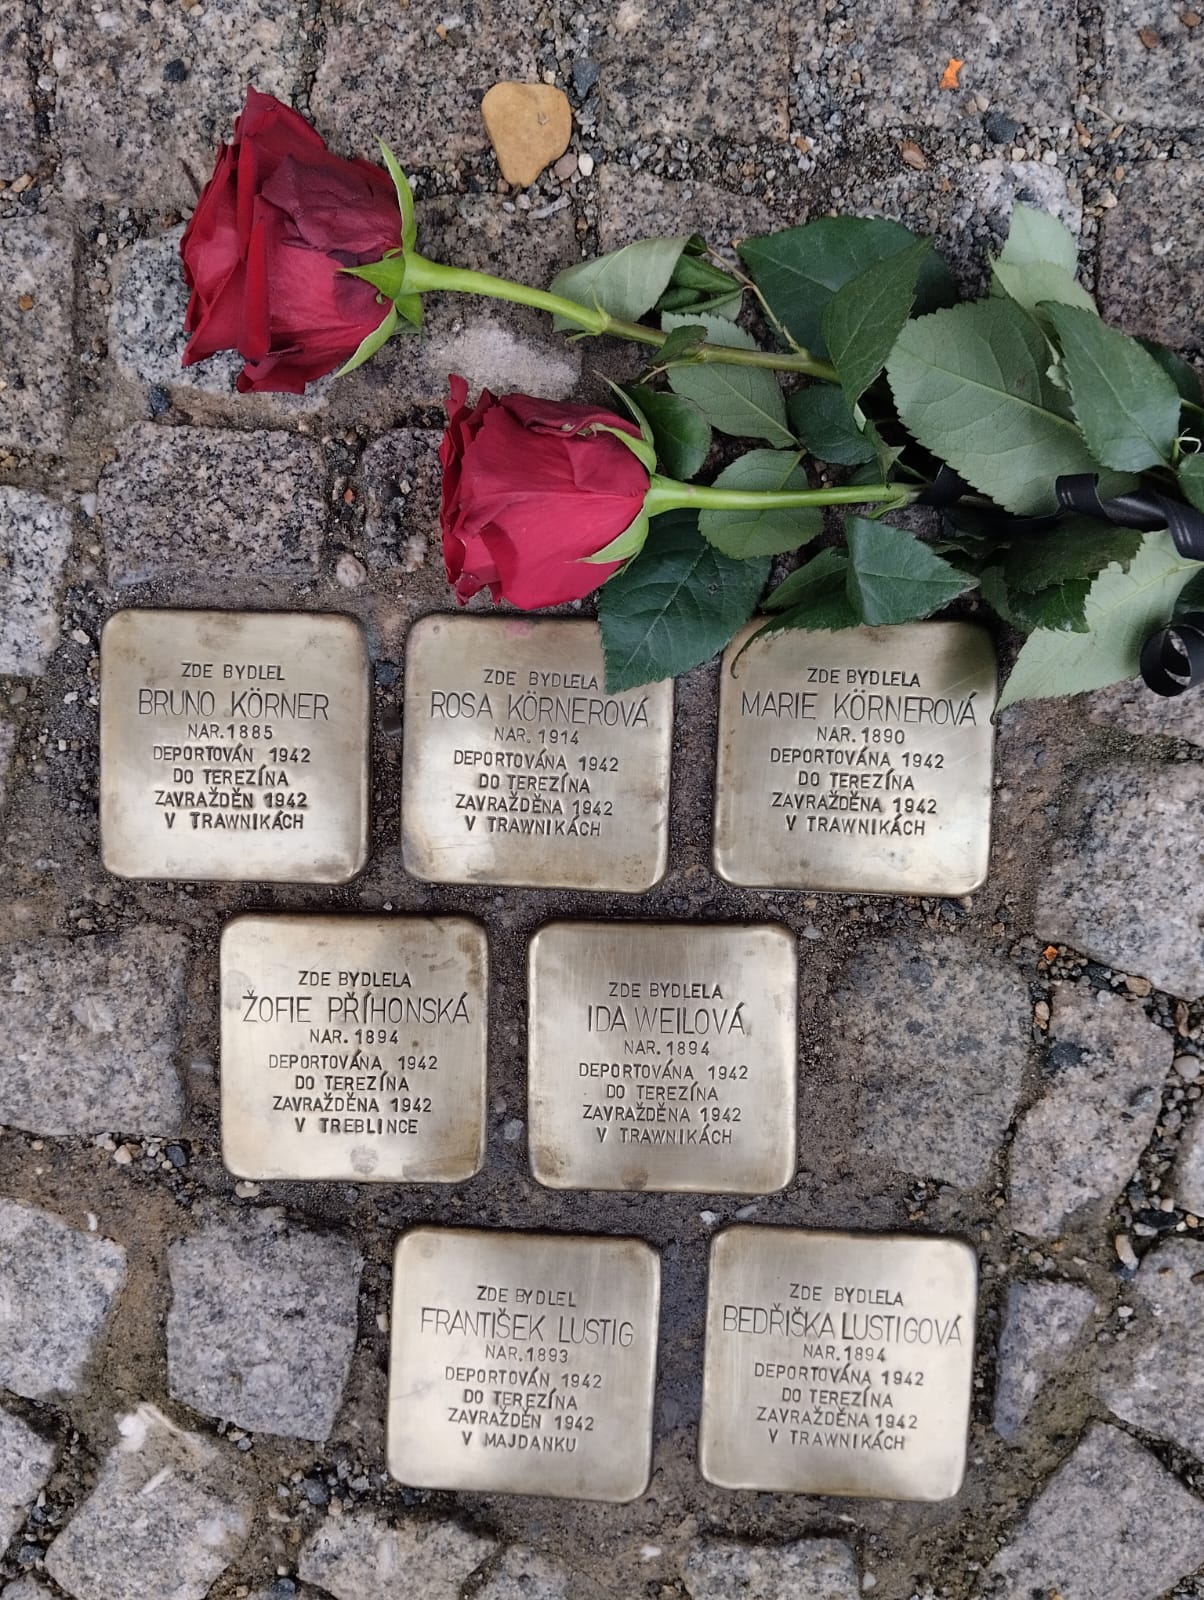 ZDE BYDLEL
BRUNO KÖRNER
NAR.1885
DEPORTOVÁN 1942
DO TEREZÍNA
ZAVRAŽDĚN 1942
V TRAWNIKÁCH
ZDE BYDLELA
ROSA KÖRNEROVÁ
NAR.1914
DEPORTOVÁNA 1942
DO TEREZÍNA
ZAVRAŽDĚNA 1942
V TRAWNIKÁCH
ZDE BYDLELA
MARIE KÖRNEROVÁ
NAR.1890
DEPORTOVÁNA 1942
DO TEREZÍNA
ZAVRAŽDĚNA 1942
V TRAWNIKÁCH
ZDE BYDLELA
ŽOFIE PŘÍHONSKÁ
NAR.1894
DEPORTOVÁNA 1942
DO TEREZÍNA
ZAVRAŽDĚNA 1942
V TREBLINCE
ZDE BYDLELA
IDA WEILOVÁ
NAR.1894
DEPORTOVÁNA 1942
DO TEREZÍNA
ZAVRAŽDĚNA 1942
V TRAWNIKÁCH
ZDE BYDLEL
FRANTIŠEK LUSTIG
NAR.1893
DEPORTOVÁN 1942
DO TEREZÍNA
ZAVRAŽDĚN 1942
V MAJDANKU
ZDE BYDLELA
BEDŘIŠKA LUSTIGOVÁ
NAR.1894
DEPORTOVÁNA 1942
DO TEREZÍNA
ZAVRAŽDĚNA 1942
V TRAWNIKÁCH